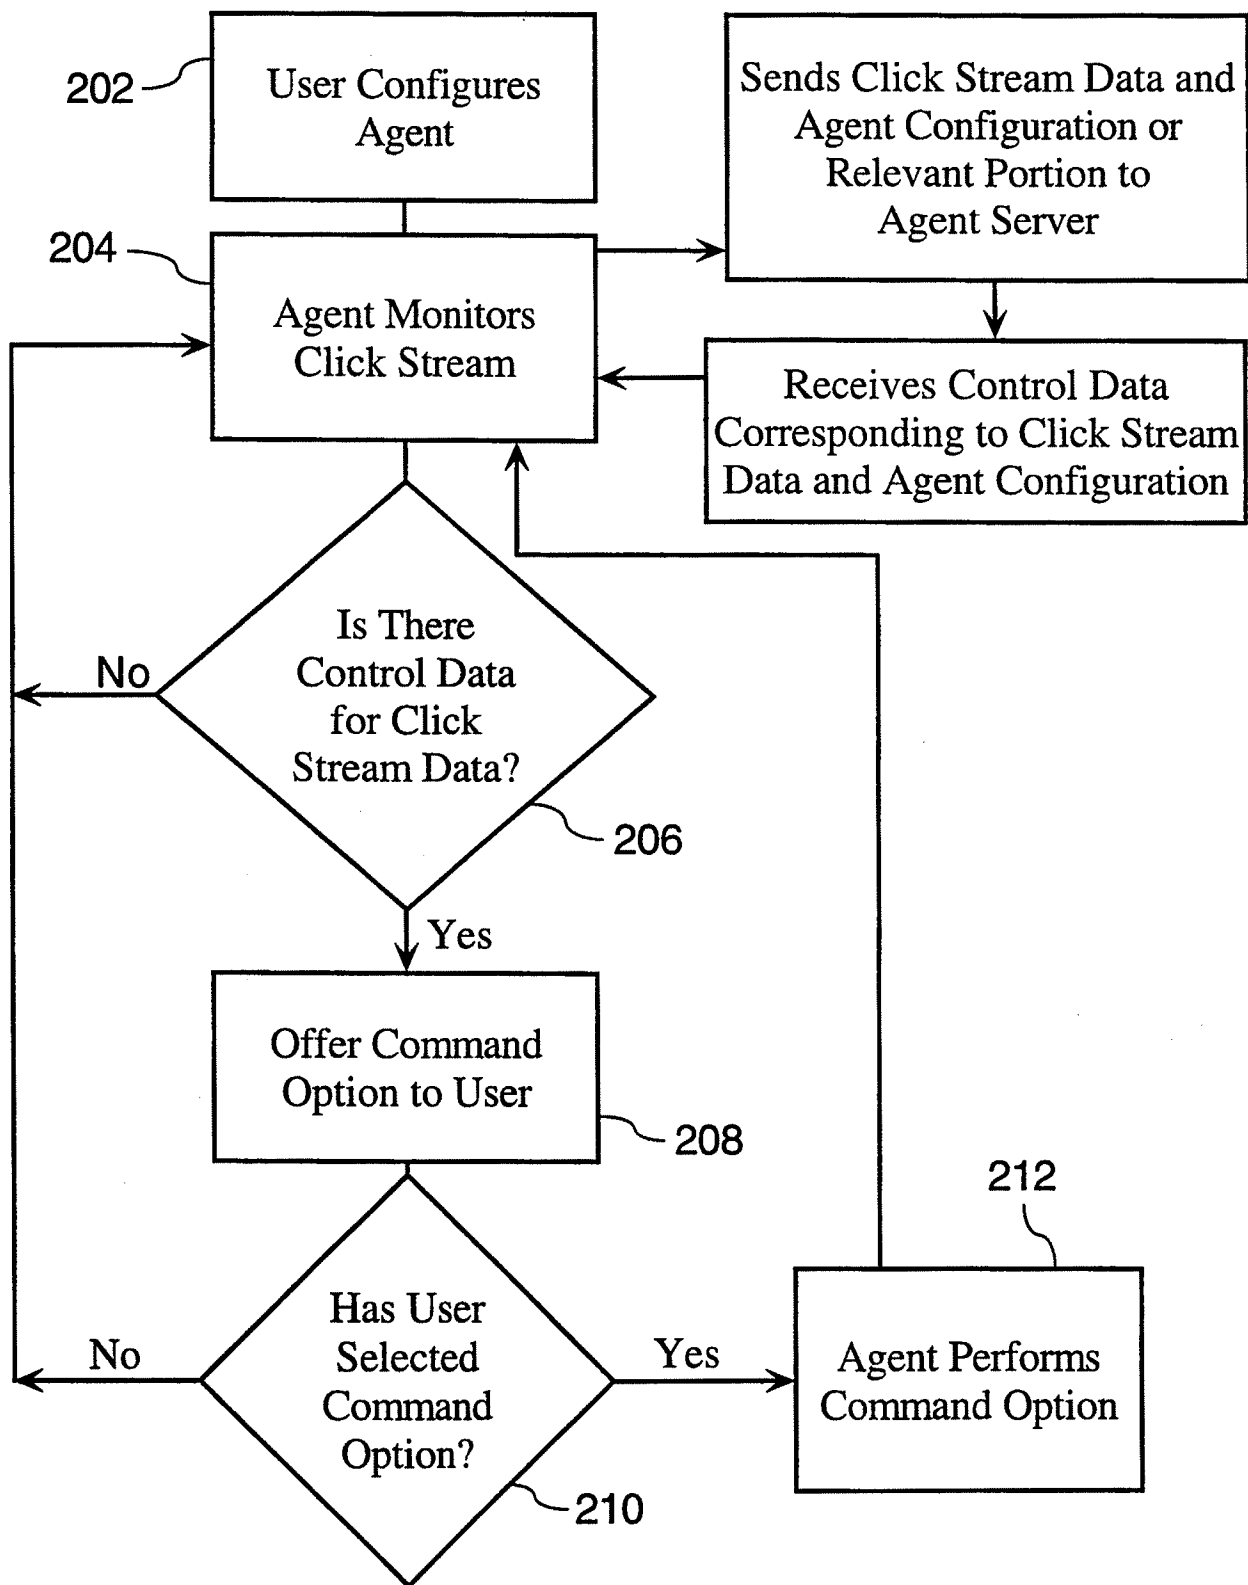 202
User Configures
Agent
Sends Click Stream Data and
Agent Configuration or
Relevant Portion to
Agent Server
204
Agent Monitors
Click Stream
Receives Control Data
Corresponding to Click Stream
Data and Agent Configuration
Is There
Control Data
for Click
Stream Data?
No
206
Yes
Offer Command
Option to User
208
212
Has User
Selected
Command
Option?
No
Yes
Agent Performs
Command Option
210